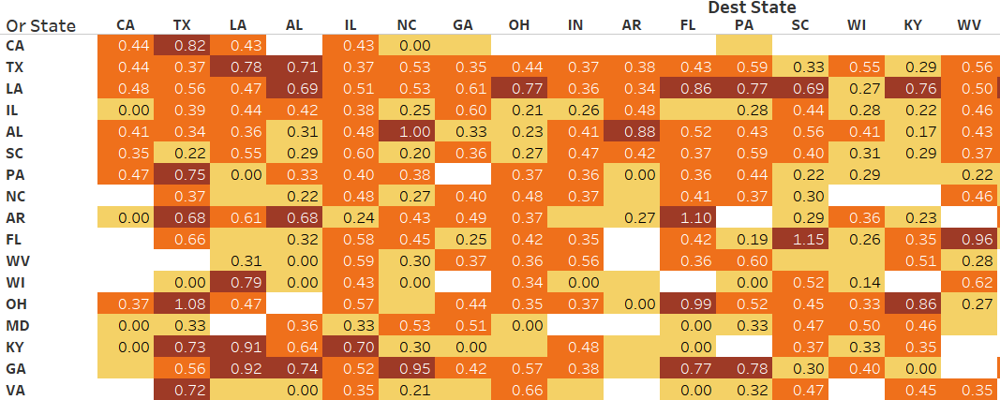 Dest State
Or State CA TX LA AL IL NC GA OH IN AR FL PA SC WI KY WV
CA 0.44 0.82 0.43 0.43 0.00
TX 0.44 0.37 0.78 0.71 0.37 0.53 0.35 0.44 0.37 0.38 0.43 0.59 0.33 0.55 0.29 0.56
LA 0.48 0.56 0.47 0.69 0.51 0.53 0.61 0.77 0.36 0.34 0.86 0.77 0.69 0.27 0.76 0.50
IL 0.00 0.39 0.44 0.42 0.38 0.25 0.60 0.21 0.26 0.48 0.28 0.44 0.28 0.22 0.46
AL 0.41 0.34 0.36 0.31 0.48 1.00 0.33 0.23 0.41 0.88 0.52 0.43 0.56 0.41 0.17 0.43
SC 0.35 0.22 0.55 0.29 0.60 0.20 0.36 0.27 0.47 0.42 0.37 0.59 0.40 0.31 0.29 0.37
PA 0.47 0.75 0.00 0.33 0.40 0.38 0.37 0.36 0.00 0.36 0.44 0.22 0.29 0.22
NC 0.37 0.22 0.48 0.27 0.40 0.48 0.37 0.41 0.37 0.30 0.46
AR 0.00 0.68 0.61 0.68 0.24 0.43 0.49 0.37 0.27 1.10 0.29 0.36 0.23
FL 0.66 0.32 0.58 0.45 0.25 0.42 0.35 0.42 0.19 1.15 0.26 0.35 0.96
WV 0.31 0.00 0.59 0.30 0.37 0.36 0.56 0.36 0.60 0.51 0.28
WI 0.00 0.79 0.00 0.43 0.00 0.34 0.00 0.00 0.52 0.14 0.62
OH 0.37 1.08 0.47 0.57 0.44 0.35 0.37 0.00 0.99 0.52 0.45 0.33 0.86 0.27
MD 0.00 0.33 0.36 0.33 0.53 0.51 0.00 0.00 0.33 0.47 0.50 0.46
KY 0.00 0.73 0.91 0.64 0.70 0.30 0.00 0.48 0.00 0.37 0.33 0.35
GA 0.56 0.92 0.74 0.52 0.95 0.42 0.57 0.38 0.77 0.78 0.30 0.40 0.00
VA 0.72 0.00 0.35 0.21 0.66 0.00 0.32 0.47 0.45 0.35